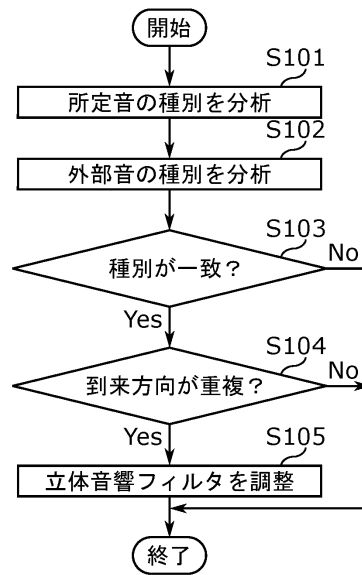 開始
S101
所定音の種別を分析
S102
外部音の種別を分析
S103
種別が一致？
No
Yes
S104
到来方向が重複？
No
Yes
S105
立体音響フィルタを調整
終了